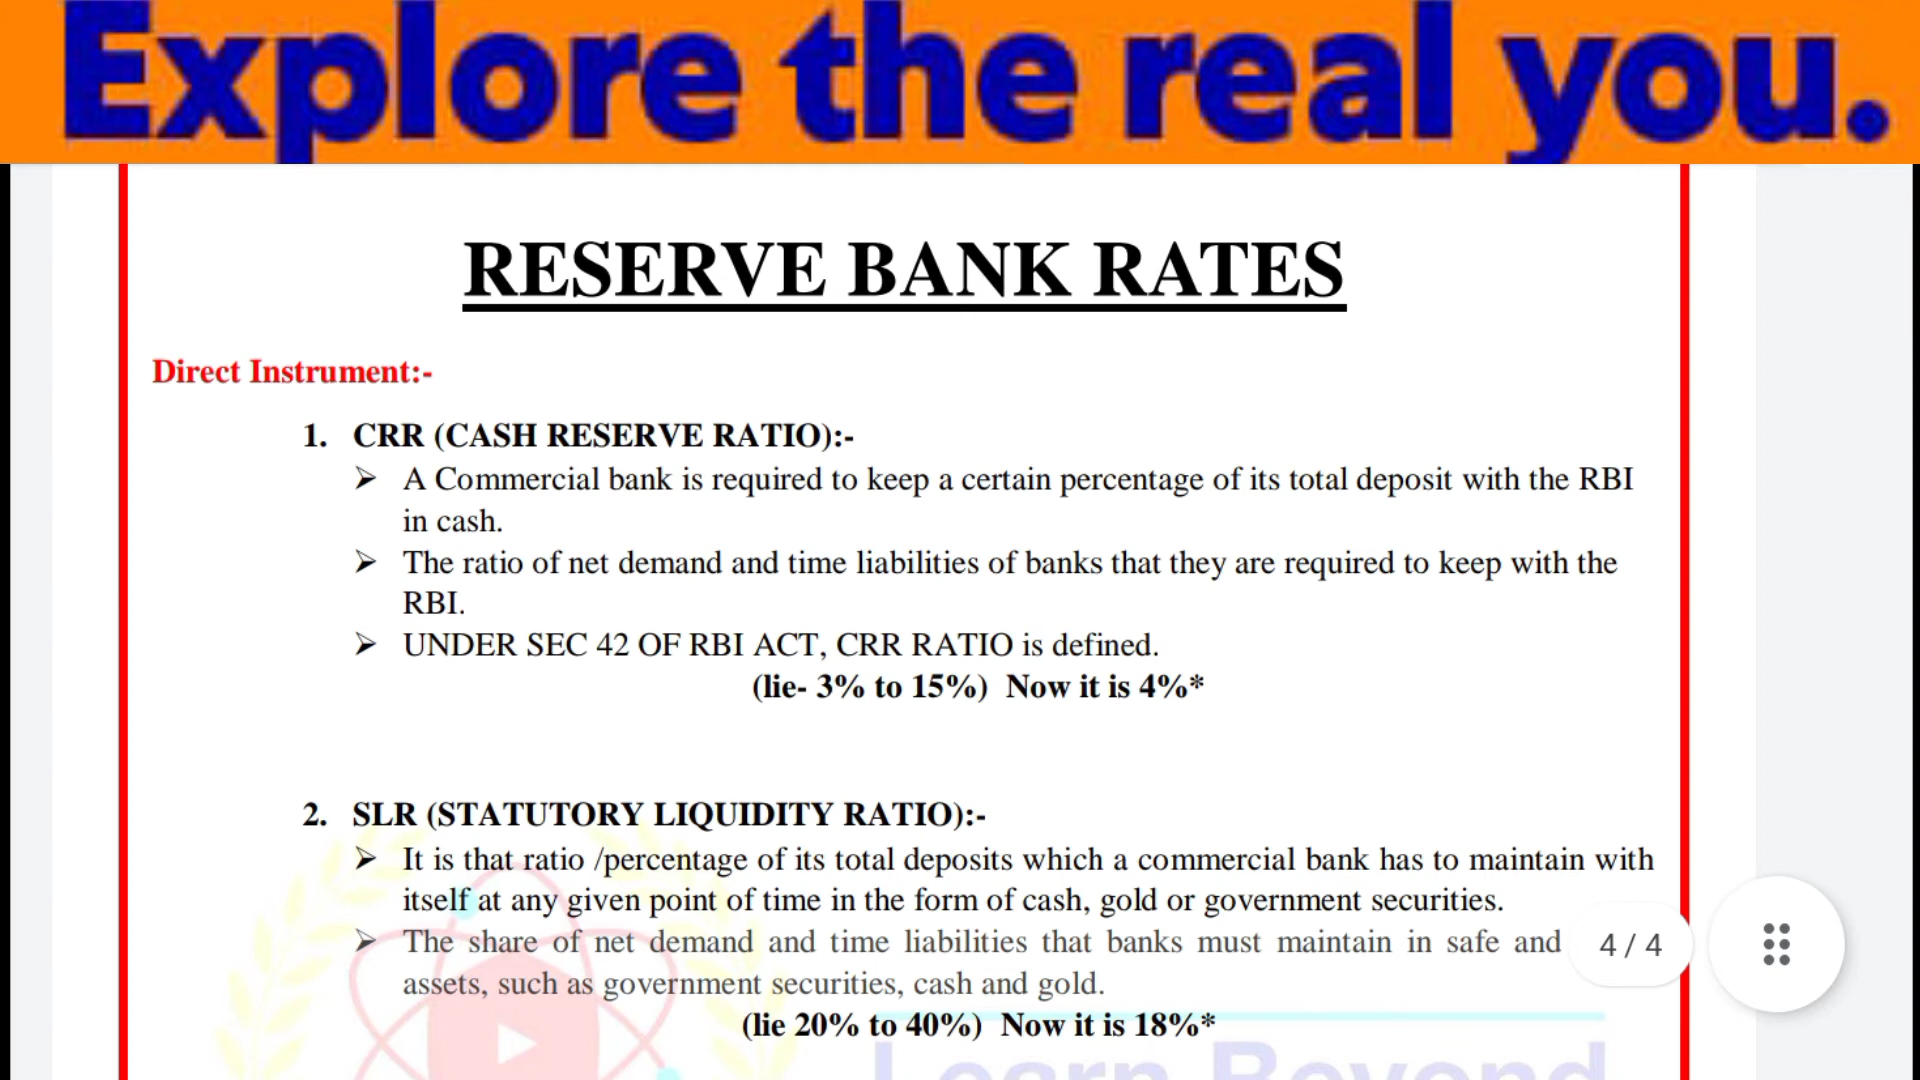 Explore the real you.
RESERVE BANK RATES
Direct Instrument:-
1. CRR (CASH RESERVE RATIO):-
➢ A Commercial bank is required to keep a certain percentage of its total deposit with the RBI
in cash.
➢ The ratio of net demand and time liabilities of banks that they are required to keep with the
RBI.
➢ UNDER SEC 42 OF RBI ACT, CRR RATIO is defined.
(lie- 3% to 15%) Now it is 4%*
2. SLR (STATUTORY LIQUIDITY RATIO):-
➢ It is that ratio /percentage of its total deposits which a commercial bank has to maintain with
itself at any given point of time in the form of cash, gold or government securities.
➢ The share of net demand and time liabilities that banks must maintain in safe and
assets, such as government securities, cash and gold.
4 / 4
(lie 20% to 40%) Now it is 18%*
Learn Beyond